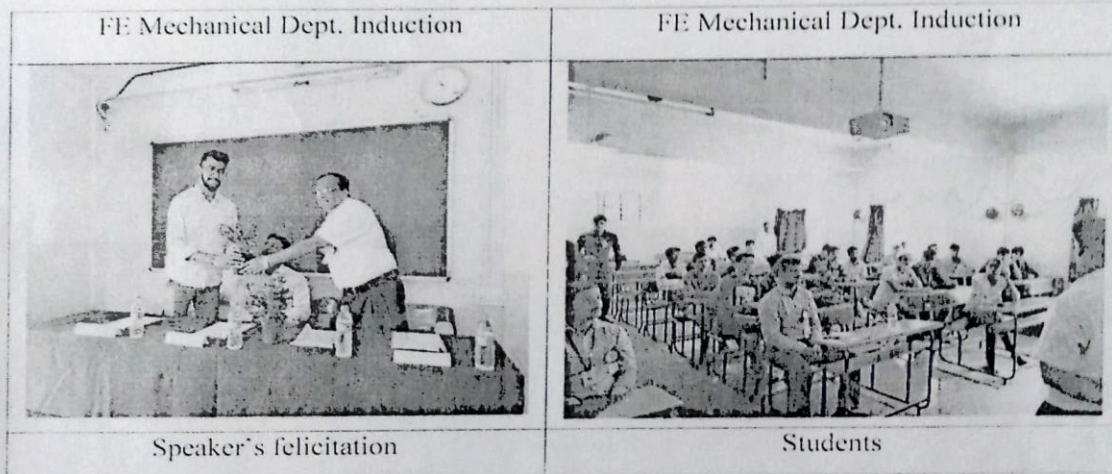 FE Mechanical Dept. Induction
FE Mechanical Dept. Induction
Speaker's felicitation
Students